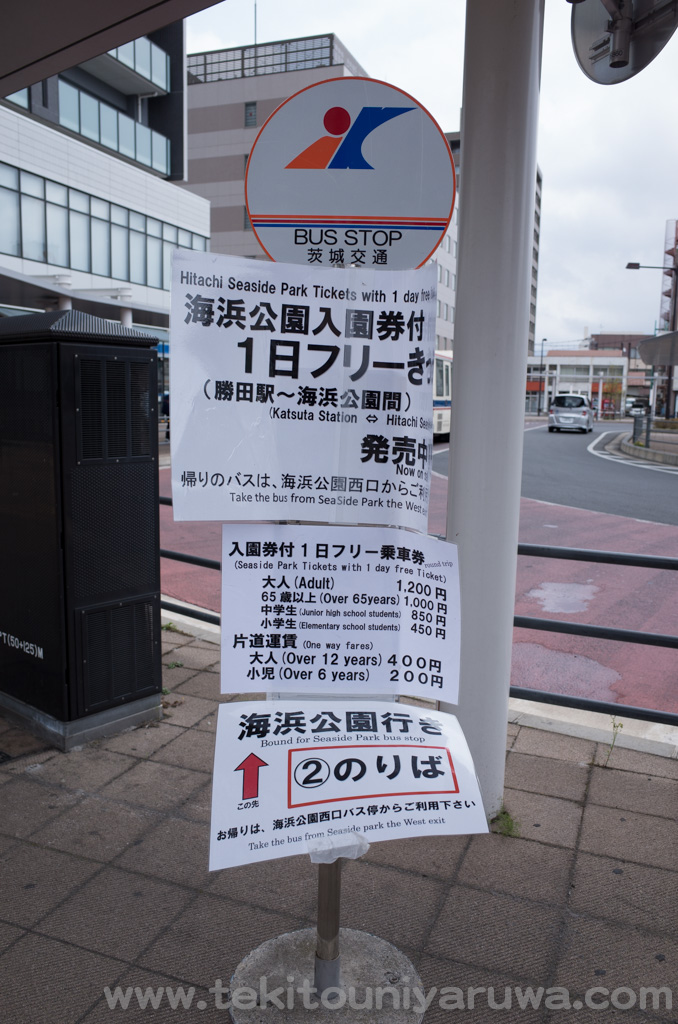 BUS STOP
茨城交通
Hitachi Seaside Park Tickets with 1 day free
海浜公園入園券付
1日フリーきっ
(勝田駅～海浜公園間)
(Katsuta Station ⇔ Hitachi Sea
発売中
Now on
帰りのバスは、海浜公園西口からご利
Take the bus from SeaSide Park the West
入園券付1日フリー乗車券 round trip
(Seaside Park Tickets with 1 day free Ticket)
大人(Adult) 1,200円
65歳以上(Over 65years) 1,000円
中学生(Junior high school students) 850円
小学生(Elementary school students) 450円
片道運賃 (One way fares)
大人(Over 12 years) 400円
小児(Over 6 years) 200円
海浜公園行き
Bound for Seaside Park bus stop
②のりば
この先
お帰りは、海浜公園西口バス停からご利用下さい
Take the bus from Seaside park the West exit
PT(50+125)M
www.tekitouniyaruwa.com